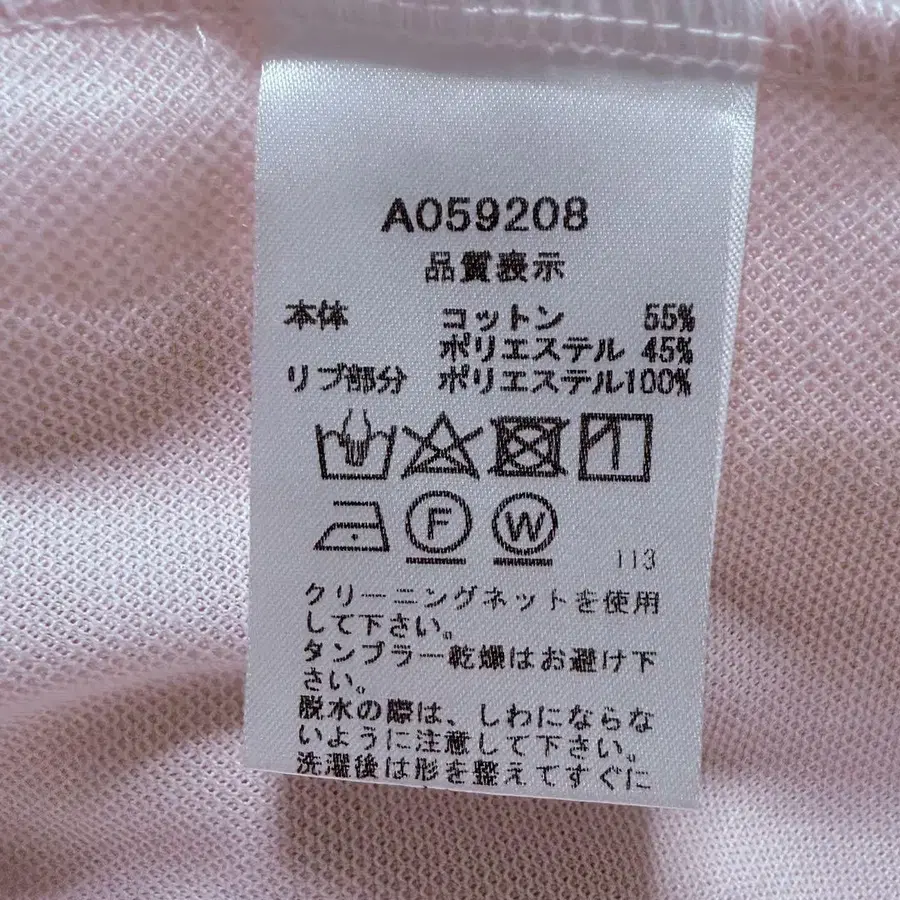 A059208
品質表示
本体 コットン 55%
ポリエステル 45%
リブ部分 ポリエステル100%
F W
113
クリーニングネットを使用
して下さい。
タンブラー乾燥はお避け下
さい。
脱水の際は、しわにならな
いように注意して下さい。
洗濯後は形を整えてすぐに